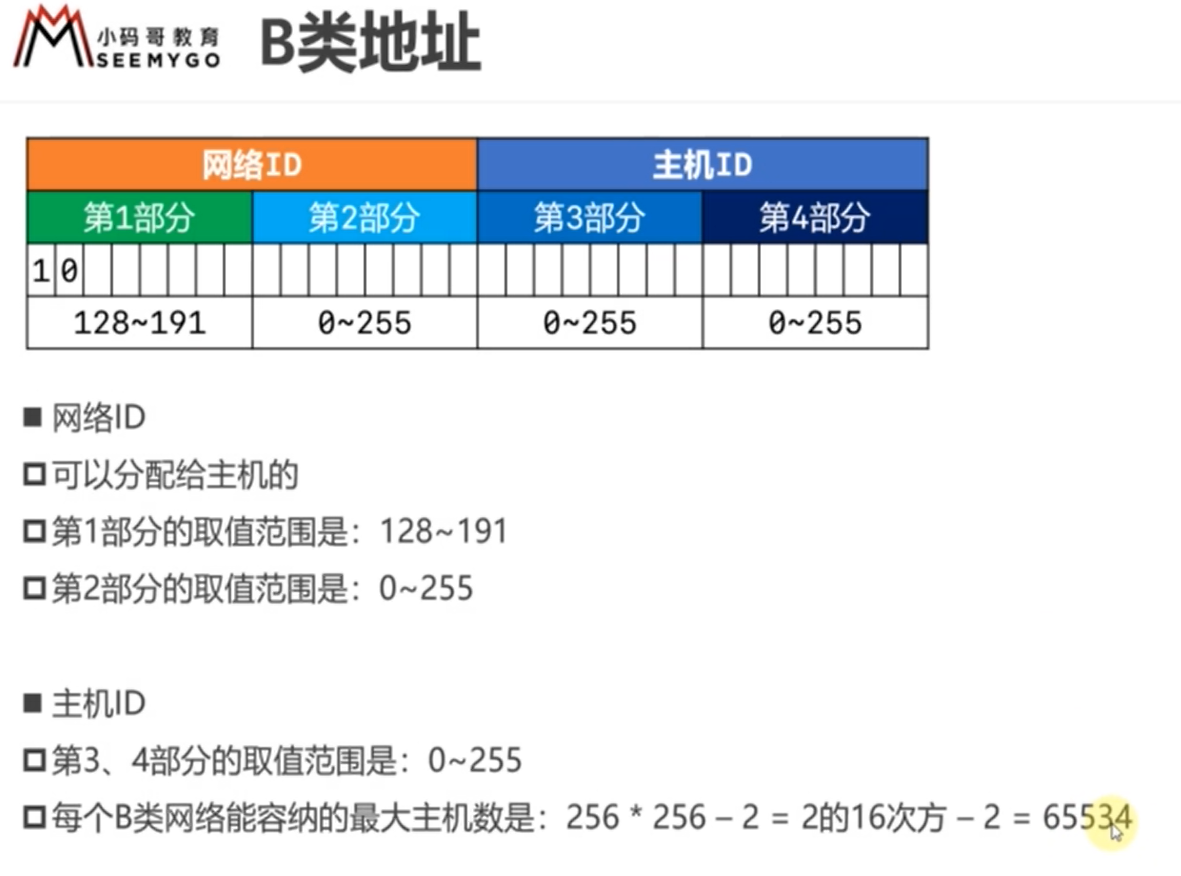 小码哥教育
SEEMYGO
B类地址
网络ID 主机ID
第1部分 第2部分 第3部分 第4部分
1 0
128~191 0~255 0~255 0~255
■ 网络ID
可以分配给主机的
第1部分的取值范围是：128~191
第2部分的取值范围是：0~255
■ 主机ID
第3、4部分的取值范围是：0~255
每个B类网络能容纳的最大主机数是：256 * 256 – 2 = 2的16次方 – 2 = 65534